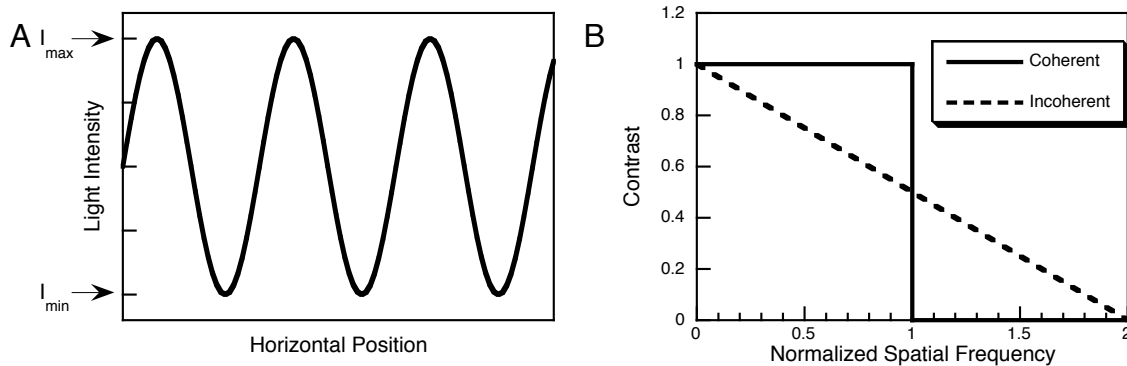 A
I max
Light Intensity
I min
Horizontal Position
B
1.2
1
0.8
0.6
0.4
0.2
0
Contrast
Coherent
Incoherent
0 0.5 1 1.5 2
Normalized Spatial Frequency